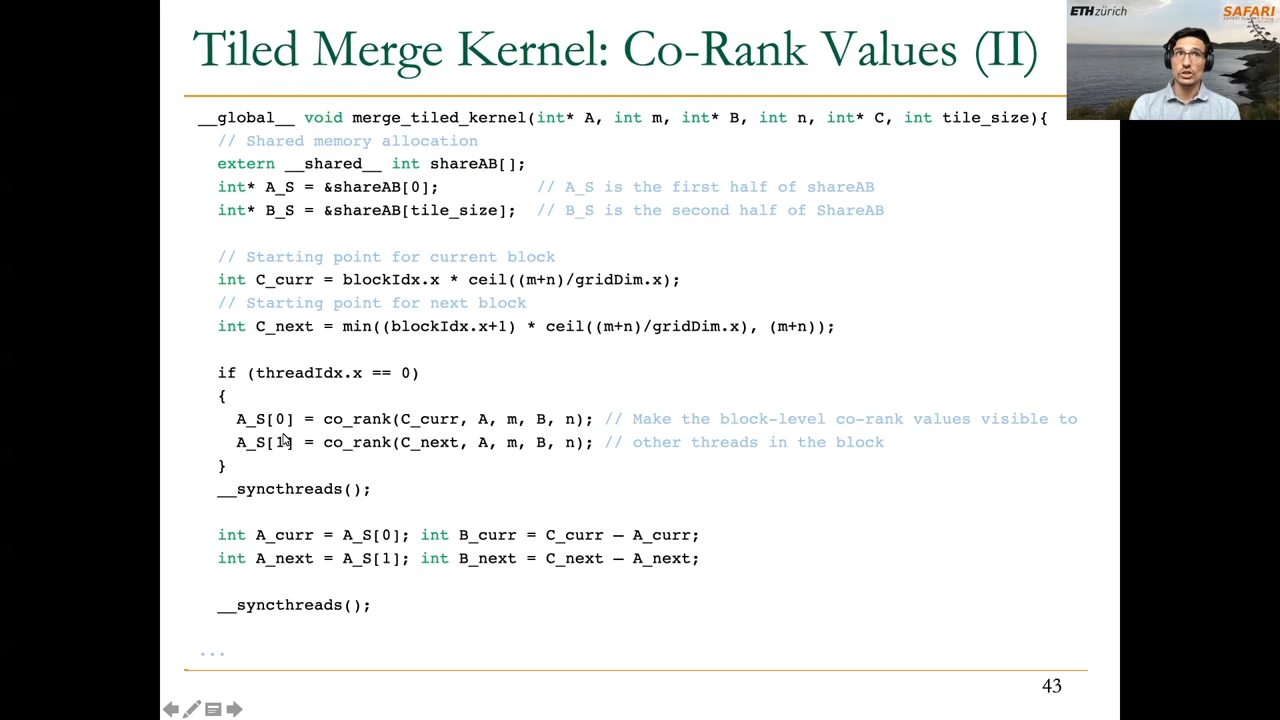 Tiled Merge Kernel: Co-Rank Values (II)
ETH zürich
SAFARI
__global__ void merge_tiled_kernel(int* A, int m, int* B, int n, int* C, int tile_size){
// Shared memory allocation
extern __shared__ int shareAB[];
int* A_S = &shareAB[0]; // A_S is the first half of shareAB
int* B_S = &shareAB[tile_size]; // B_S is the second half of ShareAB
// Starting point for current block
int C_curr = blockIdx.x * ceil((m+n)/gridDim.x);
// Starting point for next block
int C_next = min((blockIdx.x+1) * ceil((m+n)/gridDim.x), (m+n));
if (threadIdx.x == 0)
{
A_S[0] = co_rank(C_curr, A, m, B, n); // Make the block-level co-rank values visible to
A_S[1] = co_rank(C_next, A, m, B, n); // other threads in the block
}
__syncthreads();
int A_curr = A_S[0]; int B_curr = C_curr – A_curr;
int A_next = A_S[1]; int B_next = C_next – A_next;
__syncthreads();
...
43